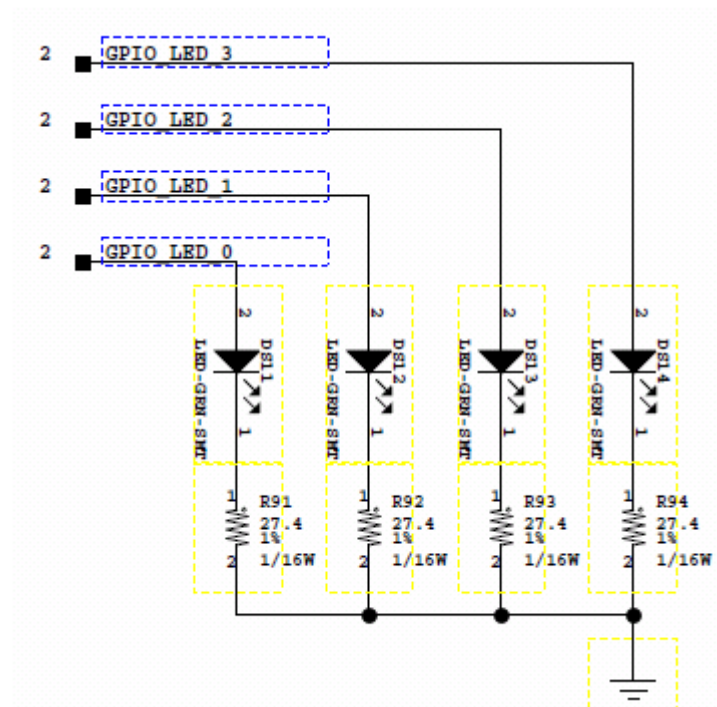 2 GPIO_LED_3
2 GPIO_LED_2
2 GPIO_LED_1
2 GPIO_LED_0
2
DS11
LED-GRN-SMT
1
2
DS12
LED-GRN-SMT
1
2
DS13
LED-GRN-SMT
1
2
DS14
LED-GRN-SMT
1
1
R91
27.4
1%
2
1/16W
1
R92
27.4
1%
2
1/16W
1
R93
27.4
1%
2
1/16W
1
R94
27.4
1%
2
1/16W